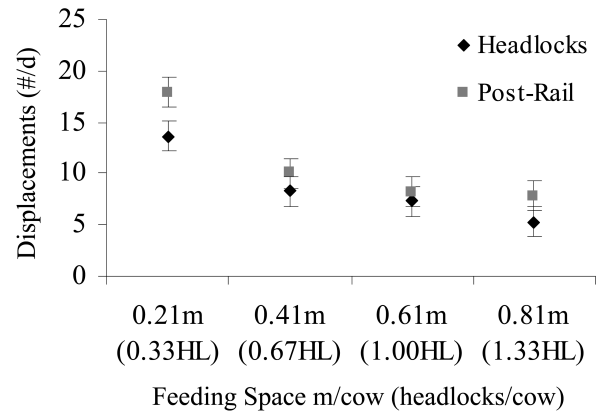 25
20
15
10
5
0
Displacements (#/d)
Headlocks
Post-Rail
0.21m 0.41m 0.61m 0.81m
(0.33HL) (0.67HL) (1.00HL) (1.33HL)
Feeding Space m/cow (headlocks/cow)